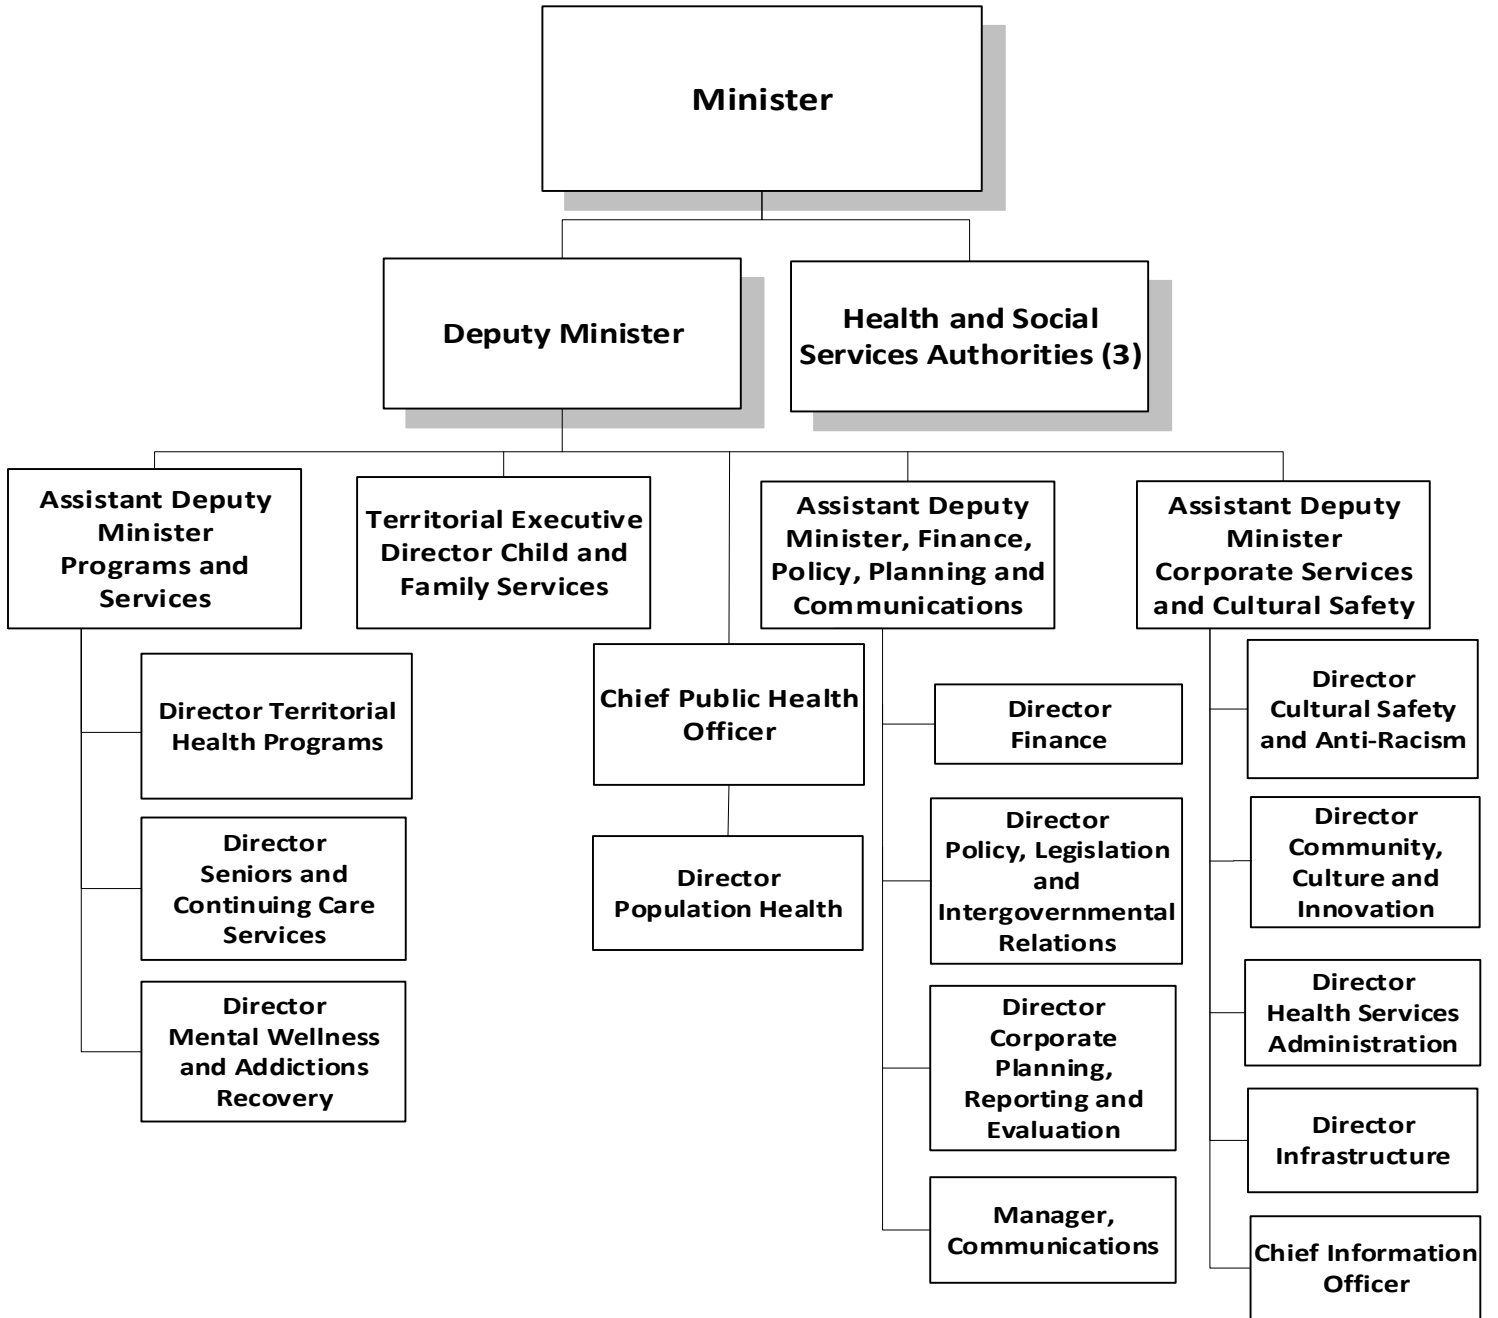 Minister
Deputy Minister
Health and Social
Services Authorities (3)
Assistant Deputy
Minister
Programs and
Services
Territorial Executive
Director Child and
Family Services
Assistant Deputy
Minister, Finance,
Policy, Planning and
Communications
Assistant Deputy
Minister
Corporate Services
and Cultural Safety
Director Territorial
Health Programs
Director
Seniors and
Continuing Care
Services
Director
Mental Wellness
and Addictions
Recovery
Chief Public Health
Officer
Director
Population Health
Director
Finance
Director
Policy, Legislation
and
Intergovernmental
Relations
Director
Corporate
Planning,
Reporting and
Evaluation
Manager,
Communications
Director
Cultural Safety
and Anti-Racism
Director
Community,
Culture and
Innovation
Director
Health Services
Administration
Director
Infrastructure
Chief Information
Officer